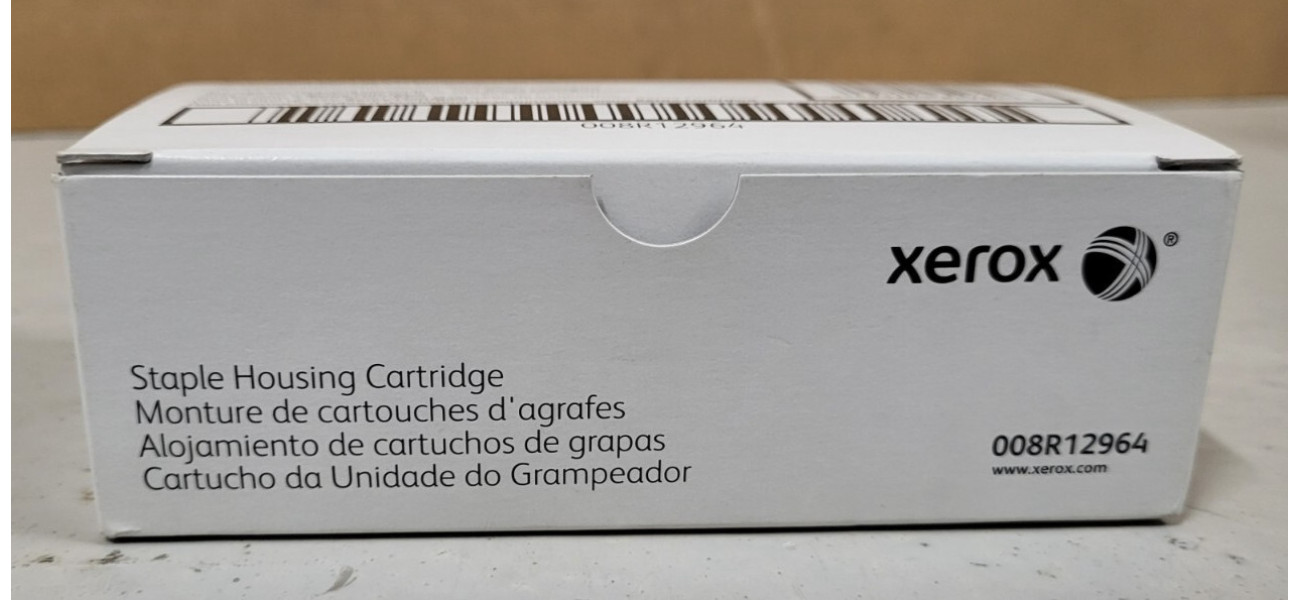 008R12964
xerox ®
Staple Housing Cartridge
Monture de cartouches d'agrafes
Alojamiento de cartuchos de grapas
Cartucho da Unidade do Grampeador
008R12964
www.xerox.com